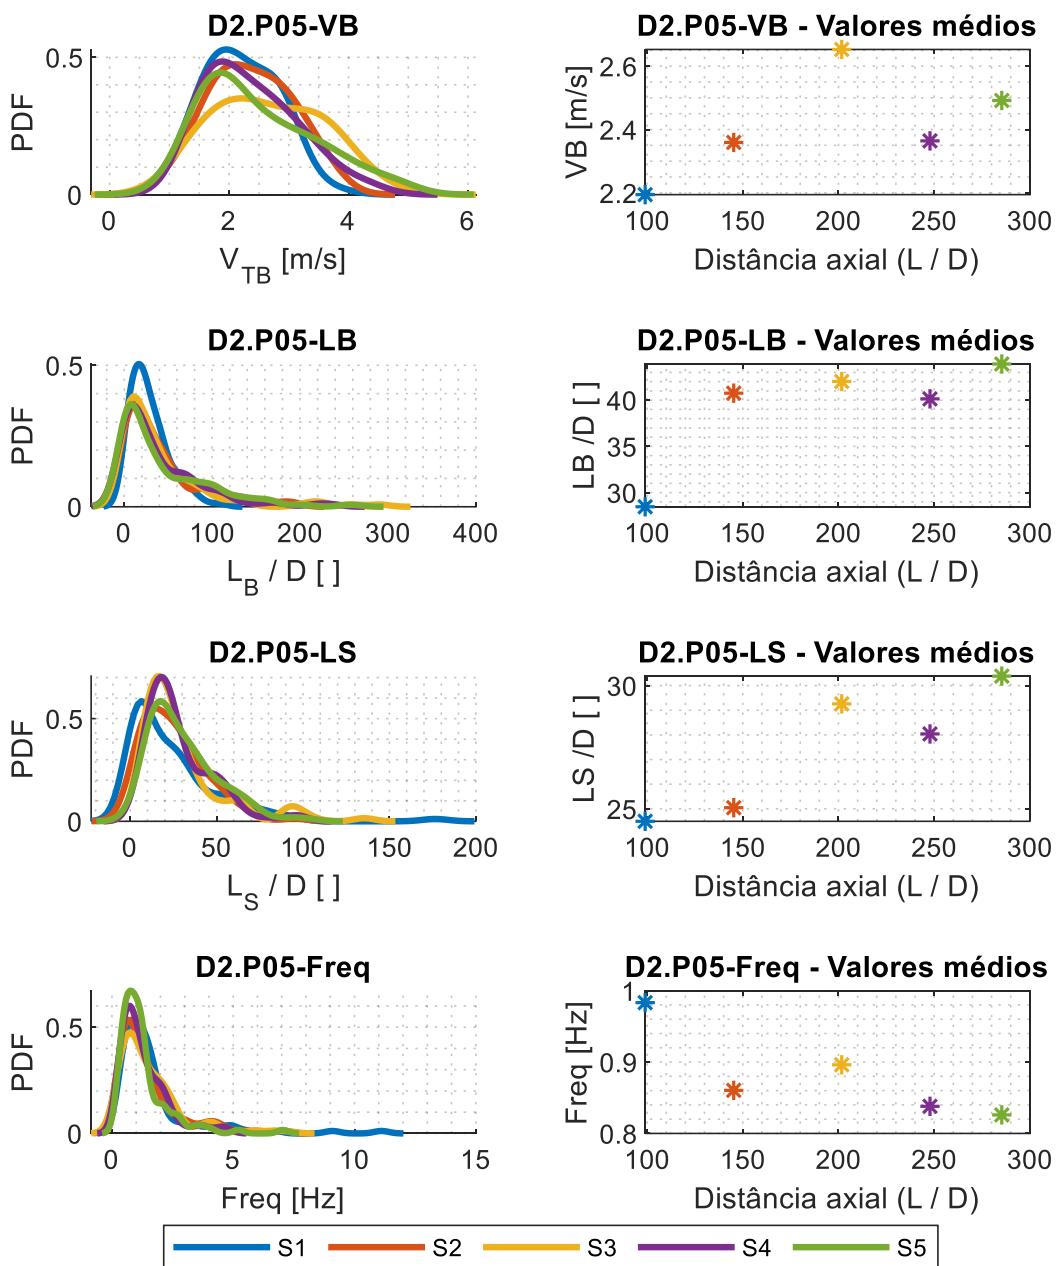 D2.P05-VB
PDF
0.5
0
0 2 4 6
V_TB [m/s]
D2.P05-VB - Valores médios
VB [m/s]
2.6
2.4
2.2
100 150 200 250 300
Distância axial (L / D)
D2.P05-LB
PDF
0.5
0
0 100 200 300 400
L_B / D [ ]
D2.P05-LB - Valores médios
LB /D [ ]
40
35
30
100 150 200 250 300
Distância axial (L / D)
D2.P05-LS
PDF
0.5
0
0 50 100 150 200
L_S / D [ ]
D2.P05-LS - Valores médios
LS /D [ ]
30
25
100 150 200 250 300
Distância axial (L / D)
D2.P05-Freq
PDF
0.5
0
0 5 10 15
Freq [Hz]
D2.P05-Freq - Valores médios
Freq [Hz]
1
0.9
0.8
100 150 200 250 300
Distância axial (L / D)
S1 S2 S3 S4 S5